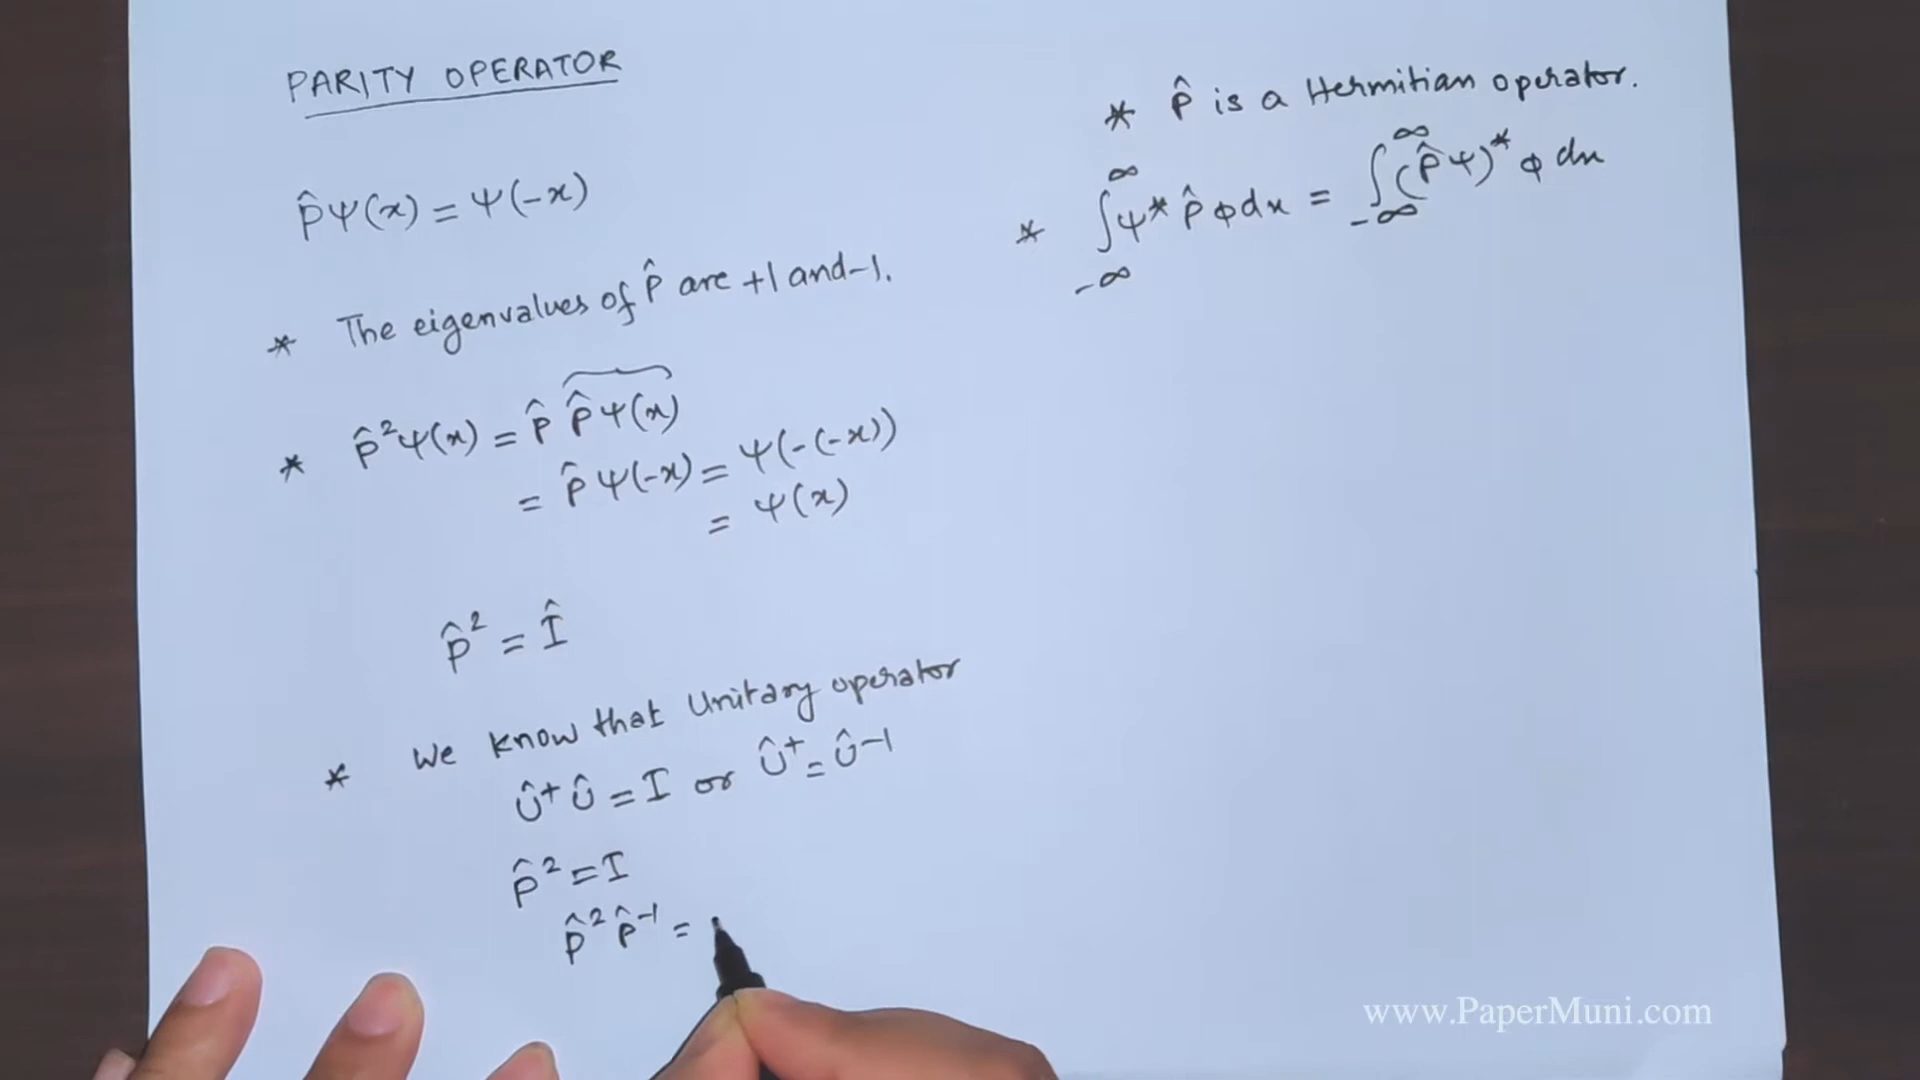 PARITY OPERATOR
P̂Ψ(x) = Ψ(-x)
* The eigenvalues of P̂ are +1 and -1.
* P̂²Ψ(x) = P̂ P̂Ψ(x)
= P̂Ψ(-x) = Ψ(-(-x))
= Ψ(x)
P̂² = Î
* We know that Unitary operator
Û⁺Û = I or Û⁺ = Û⁻¹
P̂² = I
P̂²P̂⁻¹ =
* P̂ is a Hermitian operator.
* ∫_{-∞}^{∞} Ψ* P̂ φ dx = ∫_{-∞}^{∞} (P̂Ψ)* φ dx
www.PaperMuni.com